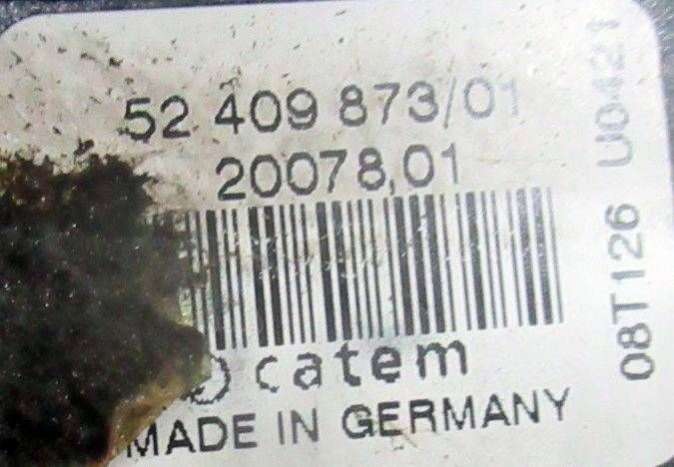 52 409 873/01
20078,01
catem
MADE IN GERMANY
08T126 U0421